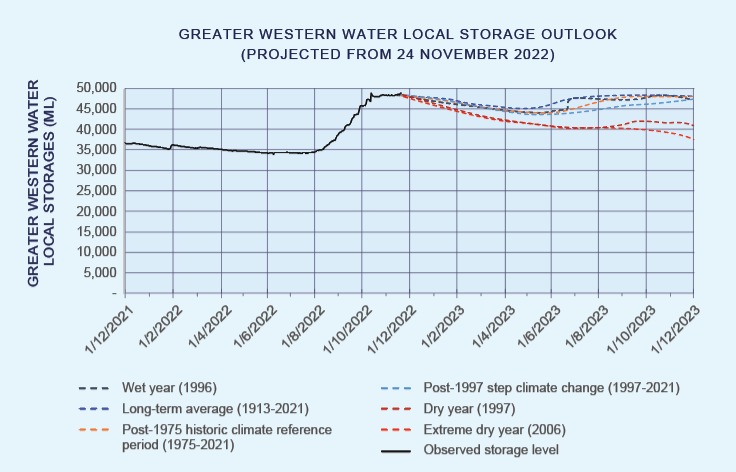 GREATER WESTERN WATER LOCAL STORAGE OUTLOOK
(PROJECTED FROM 24 NOVEMBER 2022)
GREATER WESTERN WATER
LOCAL STORAGES (ML)
50,000
45,000
40,000
35,000
30,000
25,000
20,000
15,000
10,000
5,000
-
1/12/2021
1/2/2022
1/4/2022
1/6/2022
1/8/2022
1/10/2022
1/12/2022
1/2/2023
1/4/2023
1/6/2023
1/8/2023
1/10/2023
1/12/2023
Wet year (1996)
Long-term average (1913-2021)
Post-1975 historic climate reference
period (1975-2021)
Post-1997 step climate change (1997-2021)
Dry year (1997)
Extreme dry year (2006)
Observed storage level